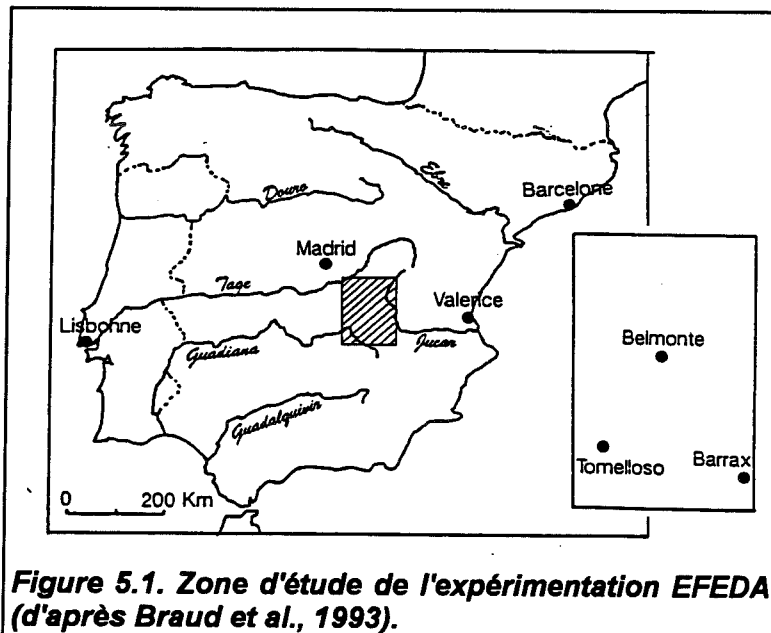 Ebre
Barcelone
Douro
Madrid
Tage
Valence
Lisbonne
Guadiana
Jucar
Belmonte
Guadalquivir
Tomelloso
Barrax
0 200 Km
Figure 5.1. Zone d'étude de l'expérimentation EFEDA
(d'après Braud et al., 1993).